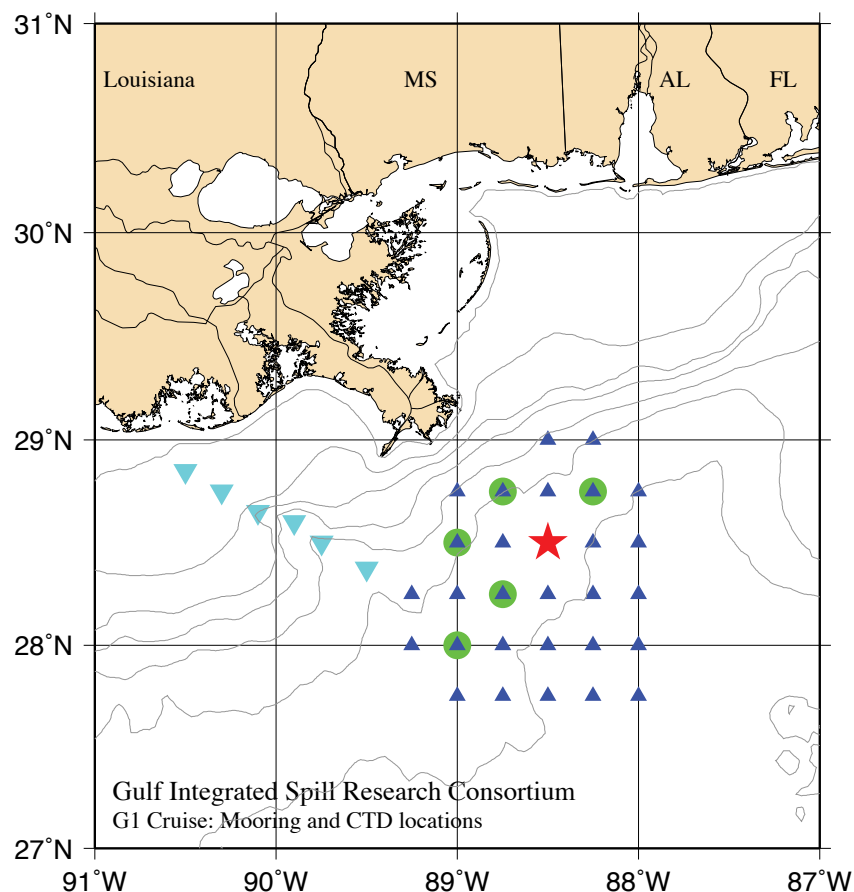 31°N
Louisiana MS AL FL
30°N
29°N
28°N
Gulf Integrated Spill Research Consortium
G1 Cruise: Mooring and CTD locations
27°N
91°W 90°W 89°W 88°W 87°W